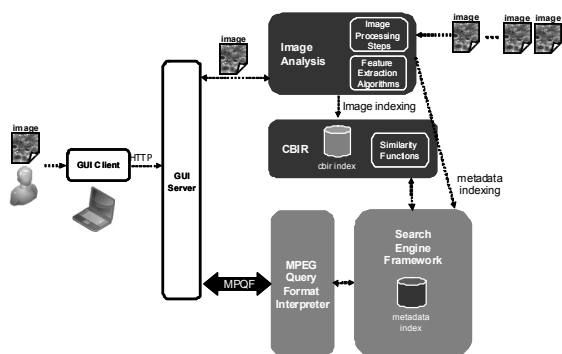 image
image
image
image
image
Image
Processing
Steps
Image
Analysis
Feature
Extraction
Algorithms
Image indexing
image
GUI Client
HTTP
GUI
Server
CBIR
cbir index
Similarity
Functions
metadata
indexing
MPQF
MPEG
Query
Format
Interpreter
Search
Engine
Framework
metadata
index